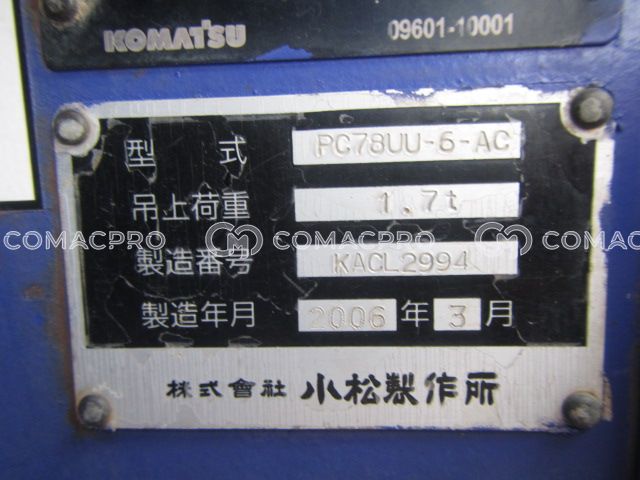 KOMATSU 09601-10001
型式 PC78UU-6-AC
吊上荷重 1.7t
COMACPRO COMACPRO COMACPRO
製造番号 KACL2994
製造年月 2006年3月
株式會社 小松製作所